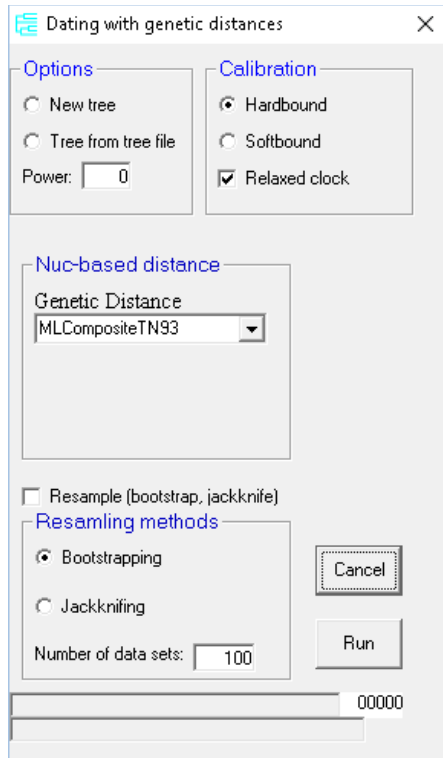 Dating with genetic distances
Options
New tree
Tree from tree file
Power: 0
Calibration
Hardbound
Softbound
Relaxed clock
Nuc-based distance
Genetic Distance
MLCompositeTN93
Resample (bootstrap, jackknife)
Resamling methods
Bootstrapping
Jackknifing
Number of data sets: 100
Cancel
Run
00000